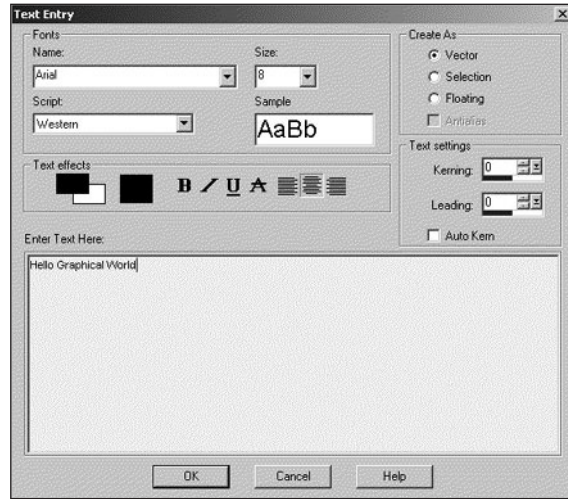 Text Entry
Fonts
Name:
Size:
Arial
8
Script:
Sample
Western
AaBb
Create As
Vector
Selection
Floating
Antialias
Text effects
B / U A
Text settings
Kerning: 0
Leading: 0
Auto Kern
Enter Text Here:
Hello Graphical World
OK
Cancel
Help